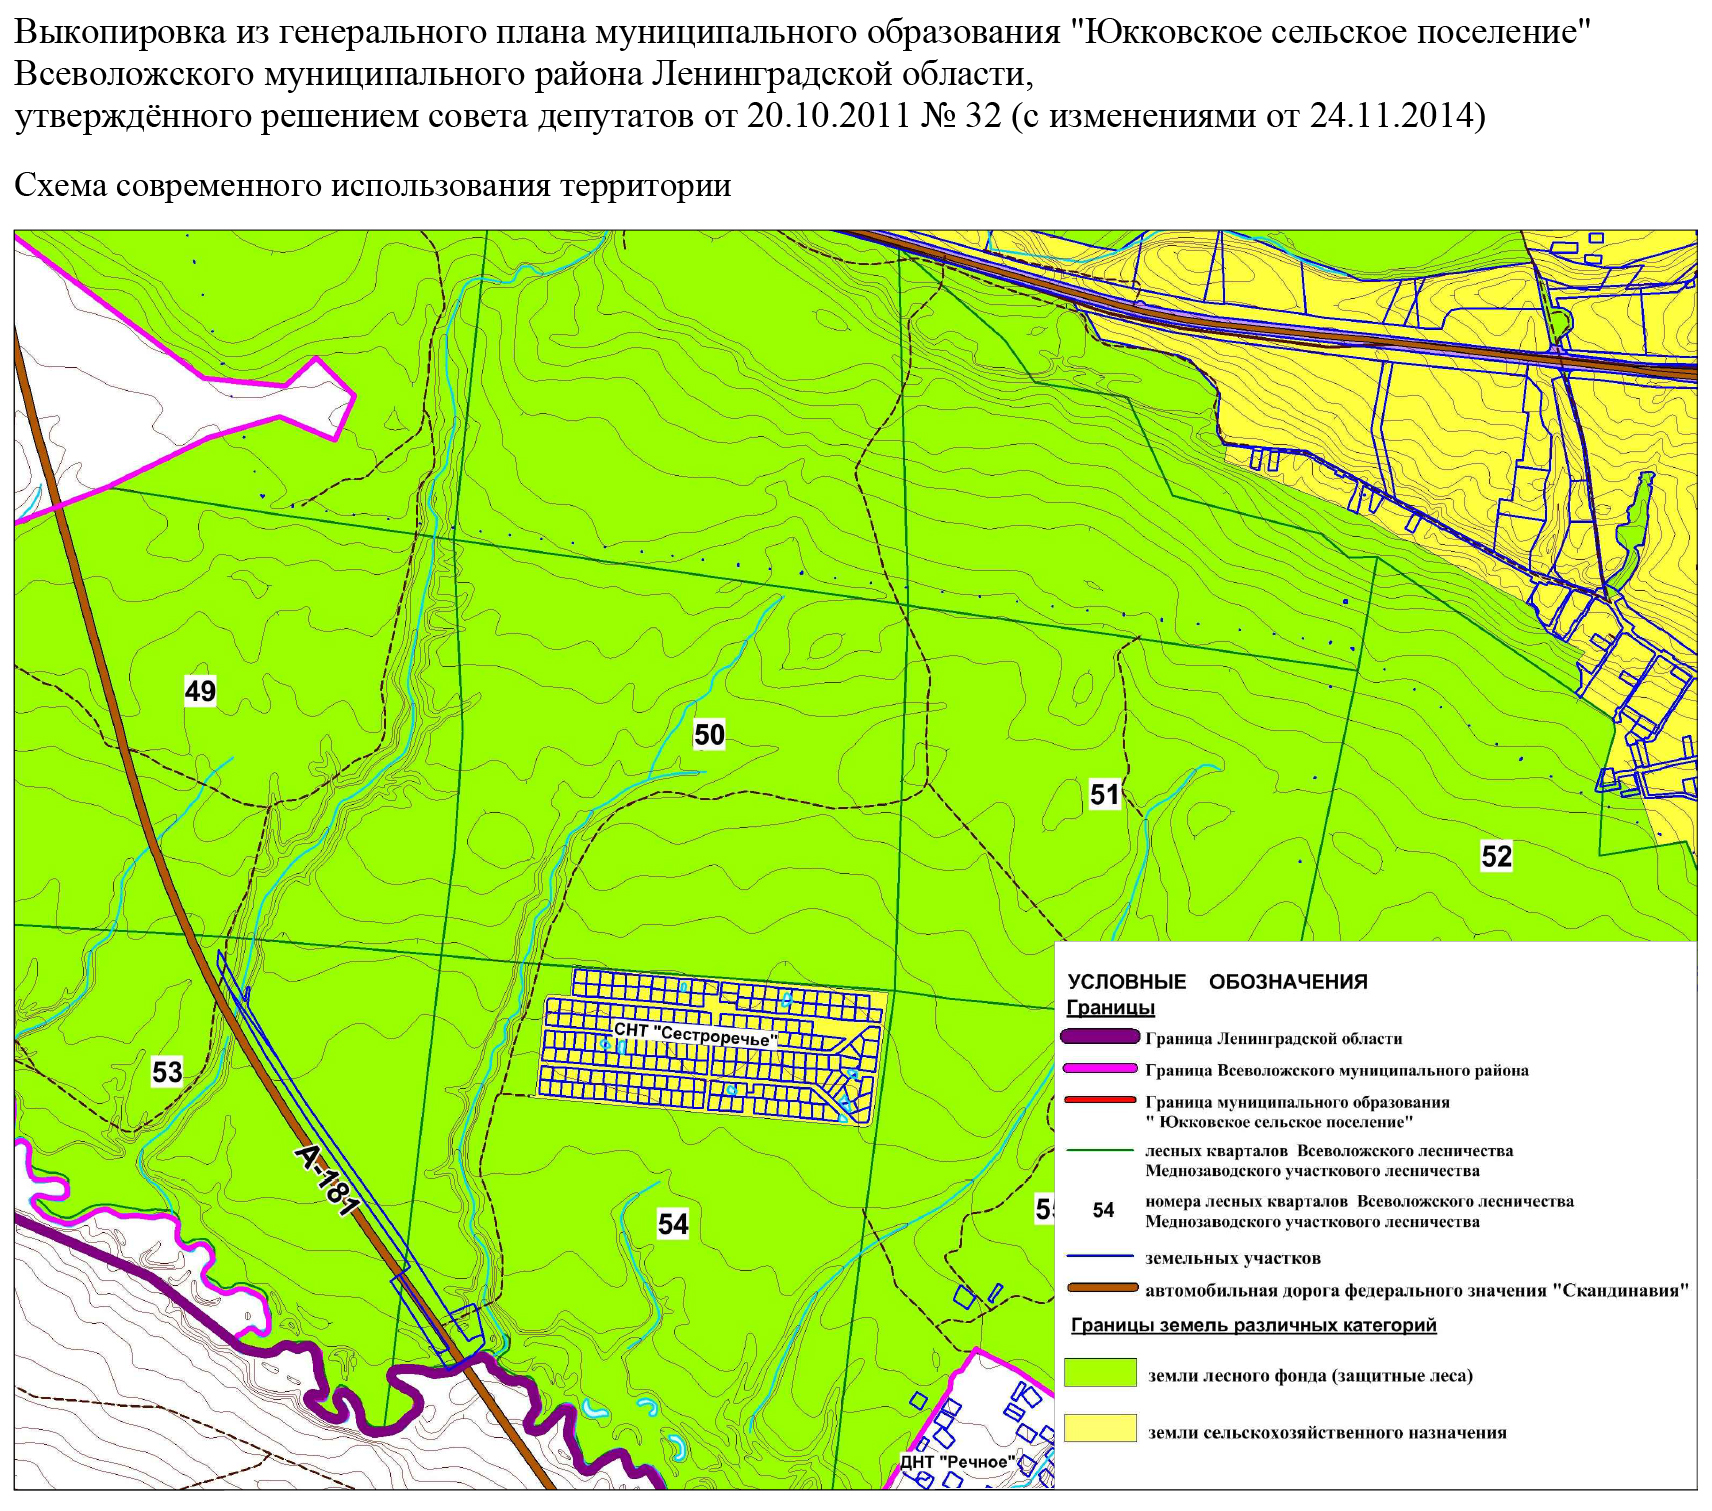 Выкопировка из генерального плана муниципального образования "Юкковское сельское поселение"
Всеволожского муниципального района Ленинградской области,
утверждённого решением совета депутатов от 20.10.2011 № 32 (с изменениями от 24.11.2014)
Схема современного использования территории
49
50
51
52
СНТ "Сестроречье"
53
А-181
54
55
ДНТ "Речное"
УСЛОВНЫЕ ОБОЗНАЧЕНИЯ
Границы
Граница Ленинградской области
Граница Всеволожского муниципального района
Граница муниципального образования
" Юкковское сельское поселение"
лесных кварталов Всеволожского лесничества
Меднозаводского участкового лесничества
54
номера лесных кварталов Всеволожского лесничества
Меднозаводского участкового лесничества
земельных участков
автомобильная дорога федерального значения "Скандинавия"
Границы земель различных категорий
земли лесного фонда (защитные леса)
земли сельскохозяйственного назначения